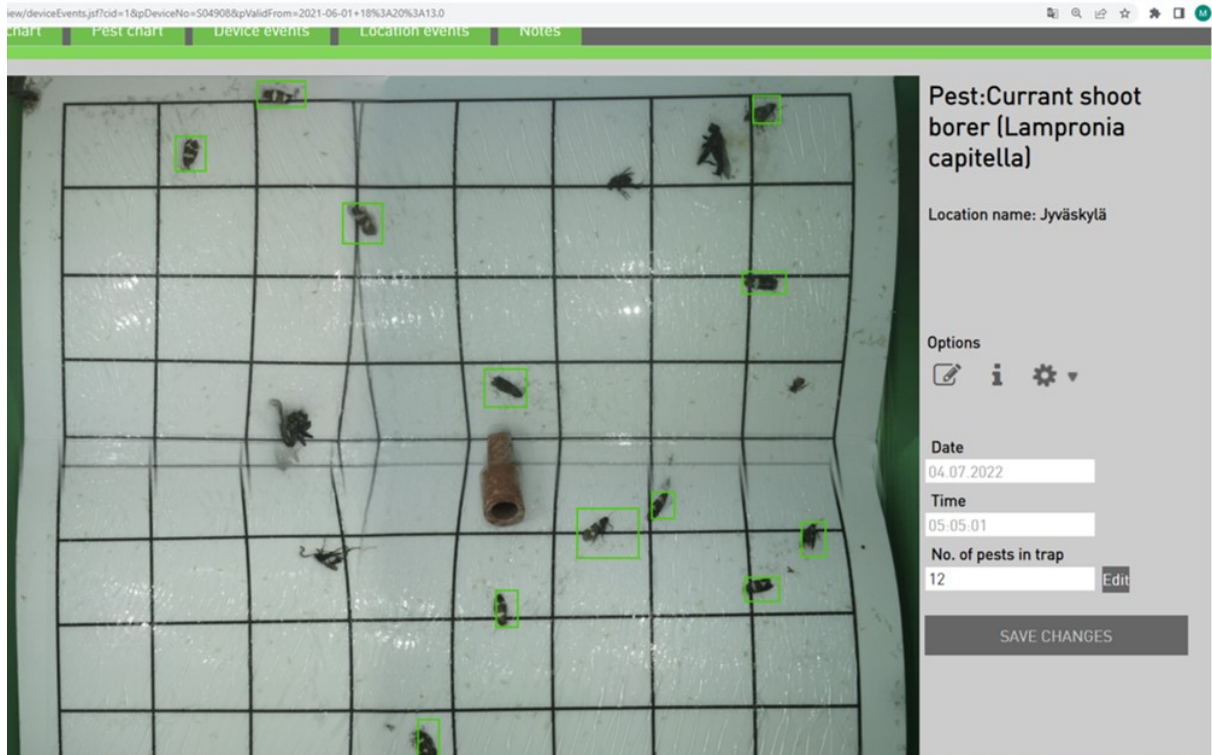 iew/deviceEvents.jsf?cid=1&pDeviceNo=S04908&pValidFrom=2021-06-01+18%3A20%3A13.0
M
chart Pest chart Device events Location events Notes
Pest:Currant shoot
borer (Lampronia
capitella)
Location name: Jyväskylä
Options
Date
04.07.2022
Time
05:05:01
No. of pests in trap
12 Edit
SAVE CHANGES